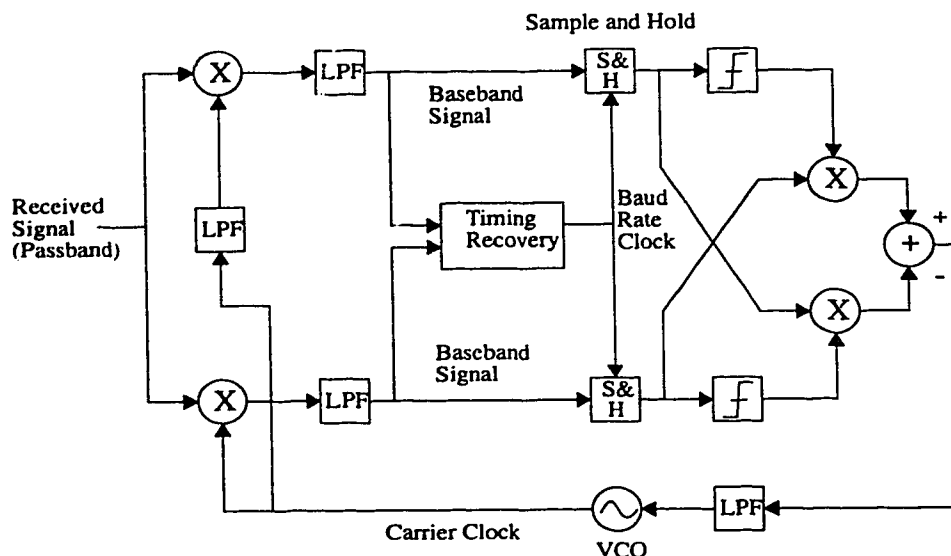 Sample and Hold
X
LPF
S&
H
Baseband
Signal
X
Received
Signal
(Passband)
LPF
Timing
Recovery
Baud
Rate
Clock
+
+
-
X
Baseband
Signal
X
LPF
S&
H
LPF
Carrier Clock
VCO